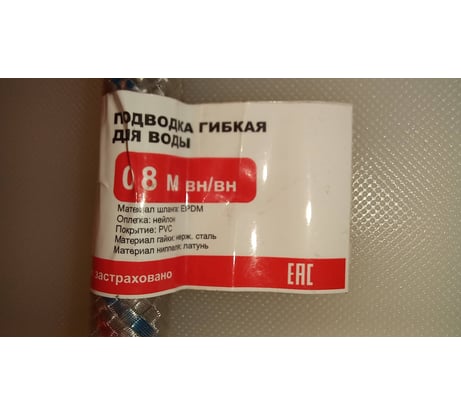 ПОДВОДКА ГИБКАЯ
ДЛЯ ВОДЫ
0,8 М ВН/ВН
Материал шланга: EPDM
Оплетка: нейлон
Покрытие: PVC
Материал гайки: нерж. сталь
Материал ниппеля: латунь
застраховано
EAC